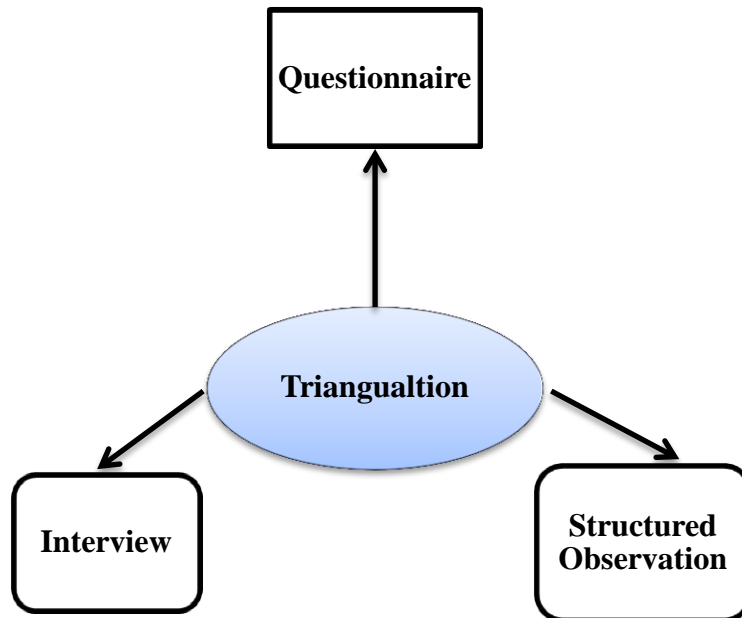 Questionnaire
Triangualtion
Interview
Structured
Observation